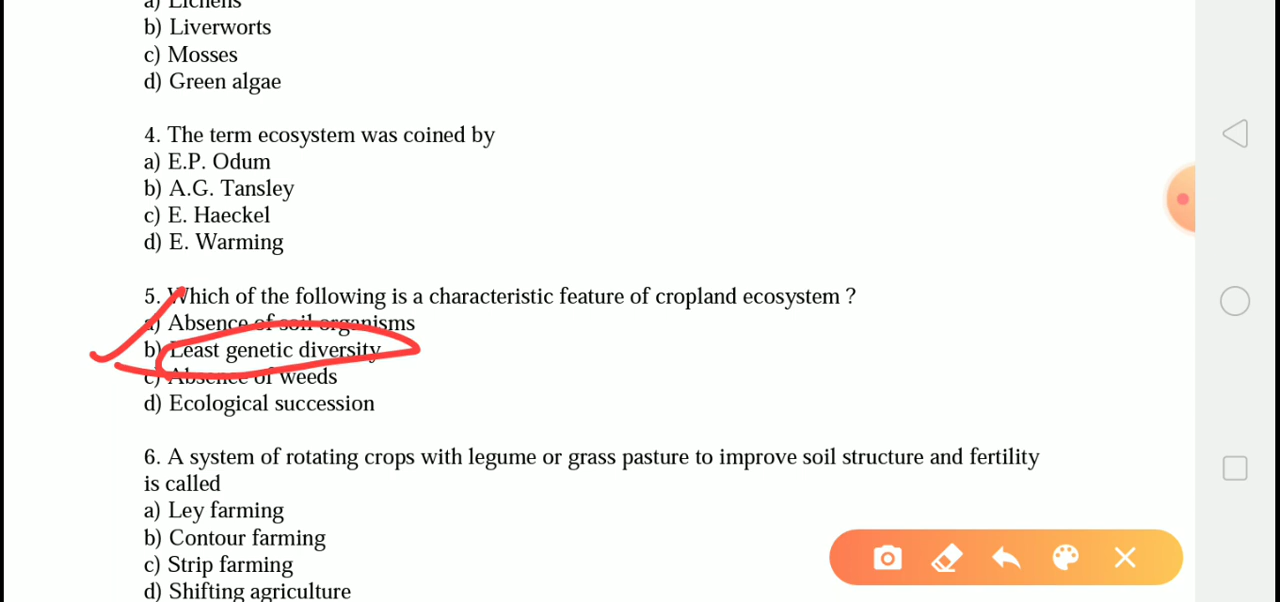 a) Lichens
b) Liverworts
c) Mosses
d) Green algae
4. The term ecosystem was coined by
a) E.P. Odum
b) A.G. Tansley
c) E. Haeckel
d) E. Warming
5. Which of the following is a characteristic feature of cropland ecosystem ?
a) Absence of soil organisms
b) Least genetic diversity
c) Absence of weeds
d) Ecological succession
6. A system of rotating crops with legume or grass pasture to improve soil structure and fertility
is called
a) Ley farming
b) Contour farming
c) Strip farming
d) Shifting agriculture